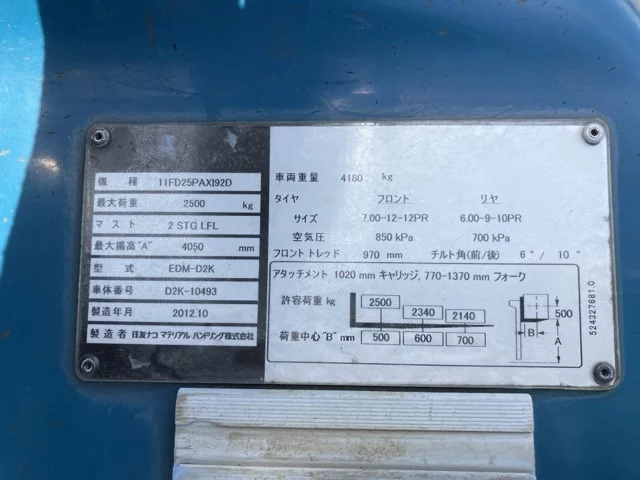 機種 11FD25PAXI92D
最大荷重 2500 kg
マスト 2 STG LFL
最大揚高"A" 4050 mm
型式 EDM-D2K
車体番号 D2K-10493
製造年月 2012.10
製造者 住友ナコ マテリアル ハンドリング株式会社
車両重量 4180 kg
タイヤ フロント リヤ
サイズ 7.00-12-12PR 6.00-9-10PR
空気圧 850 kPa 700 kPa
フロント トレッド 970 mm チルト角(前/後) 6°/ 10°
アタッチメント 1020 mm キャリッジ, 770-1370 mm フォーク
許容荷重 kg 2500 2340 2140
荷重中心"B" mm 500 600 700
500
B
A
524327681.0